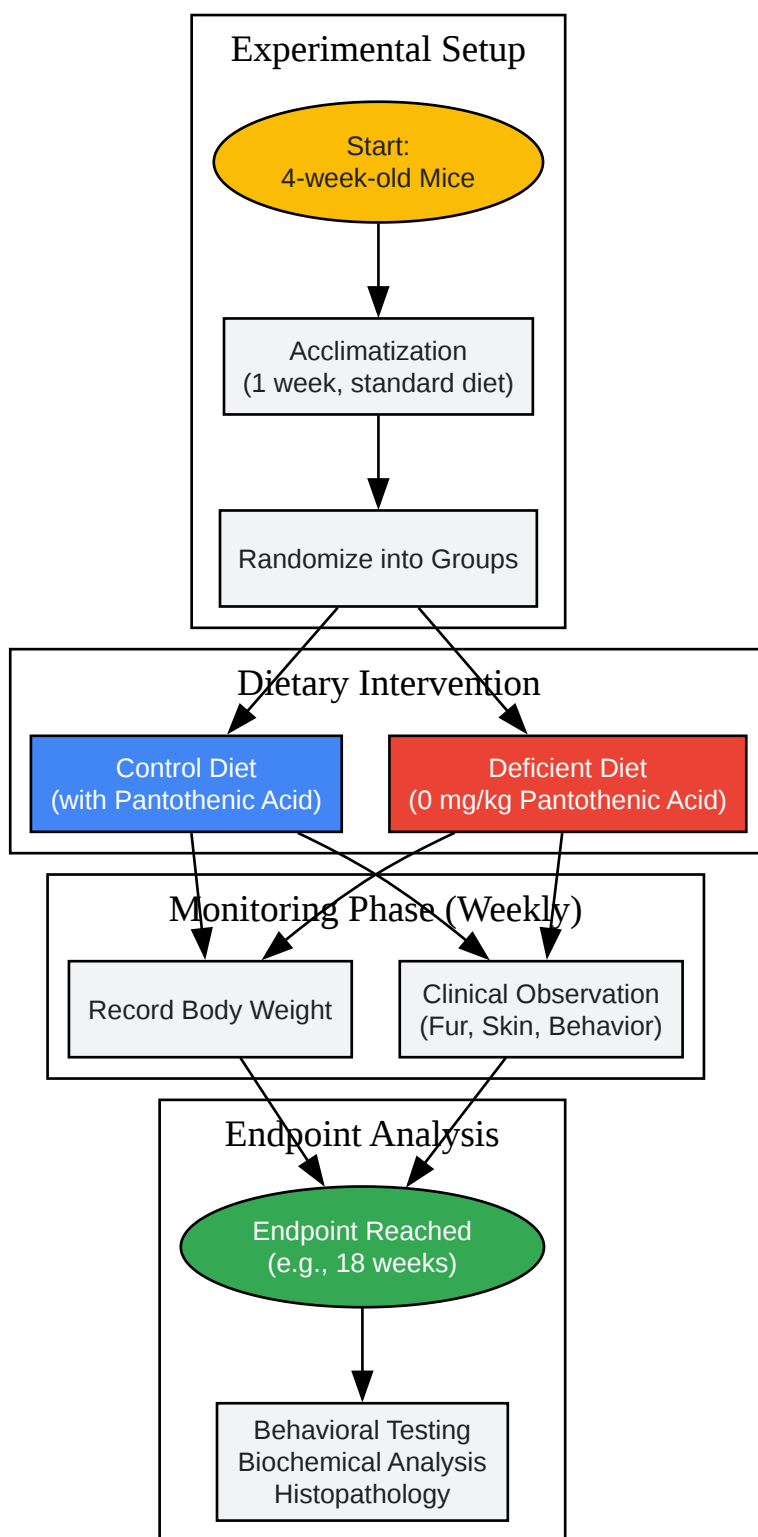 Experimental Setup
Start:
4-week-old Mice
Acclimatization
(1 week, standard diet)
Randomize into Groups
Dietary Intervention
Control Diet
(with Pantothenic Acid)
Deficient Diet
(0 mg/kg Pantothenic Acid)
Monitoring Phase (Weekly)
Record Body Weight
Clinical Observation
(Fur, Skin, Behavior)
Endpoint Analysis
Endpoint Reached
(e.g., 18 weeks)
Behavioral Testing
Biochemical Analysis
Histopathology